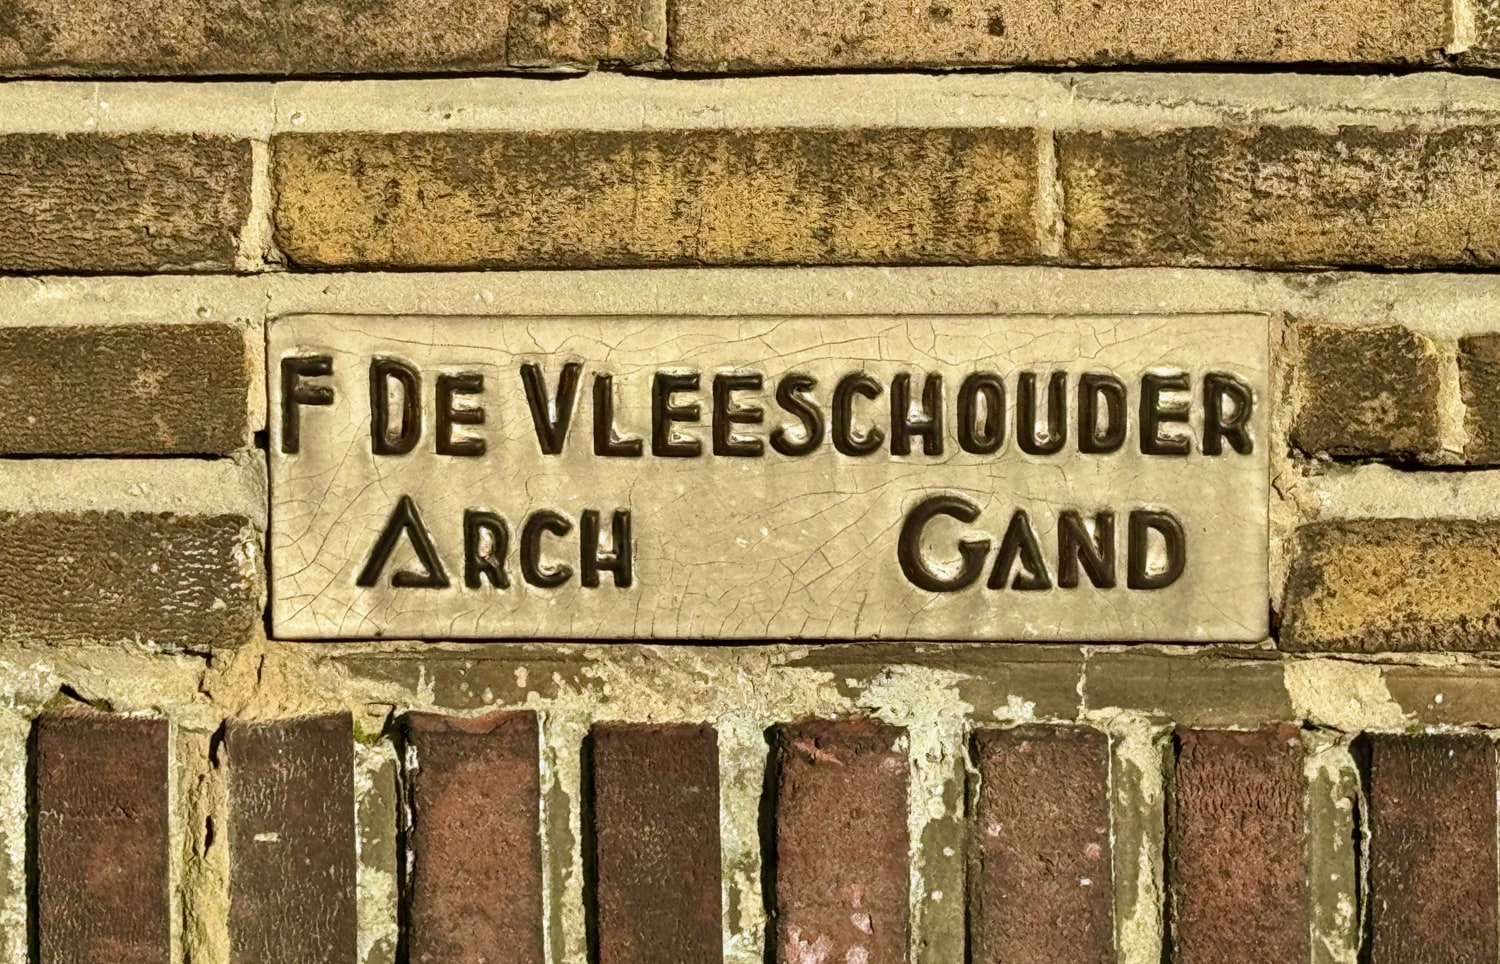 F DE VLEESCHOUDER
ARCH GAND